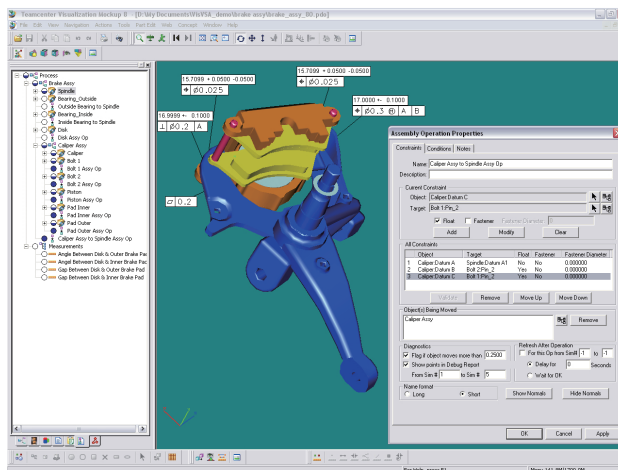 Teamcenter Visualization Mockup 8 - [D:\My Documents\VisVSA_demo\brake assy\brake_assy_BD.pdo]
File Edit View Navigation Actions Tools Part Edit Web Concept Window Help
Process
Brake Assy
Spindle
Bearing_Outside
Outside Bearing to Spindle
Bearing_Inside
Inside Bearing to Spindle
Disk
Disk Assy Op
Caliper Assy
Caliper
Bolt 1
Bolt 1 Assy Op
Bolt 2
Bolt 2 Assy Op
Piston
Piston Assy Op
Pad Inner
Pad Inner Assy Op
Pad Outer
Pad Outer Assy Op
Caliper Assy to Spindle Assy Op
Measurements
Angle Between Disk & Outer Brake Pad
Angel Between Disk & Inner Brake Pad
Gap Between Disk & Outer Brake Pad
Gap Between Disk & Inner Brake Pad
15.7099 + 0.0500 -0.0500
⌖ Ø0.025
15.7099 + 0.0500 -0.0500
⌖ Ø0.025
17.0000 +- 0.1000
⌖ Ø0.3 Ⓜ A B
16.9999 +- 0.1000
⊥ Ø0.2 A
⏥ 0.2
Assembly Operation Properties
Constraints Conditions Notes
Name: Caliper Assy to Spindle Assy Op
Description:
Current Constraint
Object: Caliper:Datum C
Target: Bolt 1:Pin_2
Float Fastener Fastener Diameter
Add Modify Clear
All Constraints
Object Target Float Fastener Fastener Diameter
1 Caliper:Datum A Spindle:Datum A1 No No 0.000000
2 Caliper:Datum B Bolt 2:Pin_2 Yes No 0.000000
3 Caliper:Datum C Bolt 1:Pin_2 Yes No 0.000000
Validate Remove Move Up Move Down
Object(s) Being Moved
Caliper Assy
Remove
Diagnostics
Flag if object moves more than 0.2500
Show points in Debug Report
From Sim # 1 to Sim # 5
Refresh After Operation
For this Op from Sim# -1 to -1
Delay for 0 Seconds
Wait for OK
Name format
Long Short
Show Normals Hide Normals
OK Cancel Apply